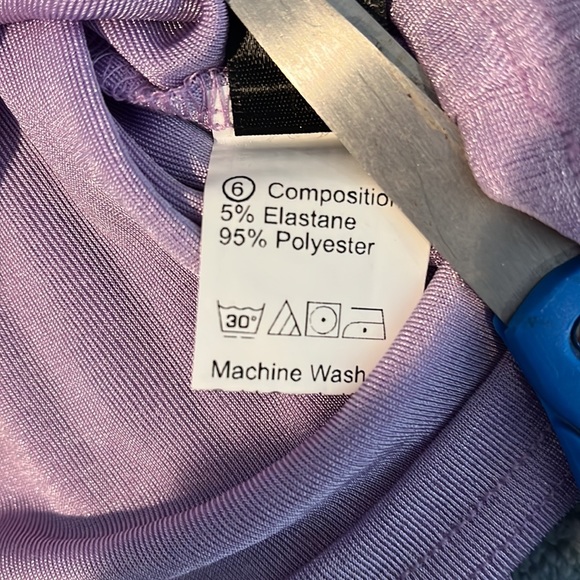 ⑥ Composition
5% Elastane
95% Polyester
30°
Machine Wash